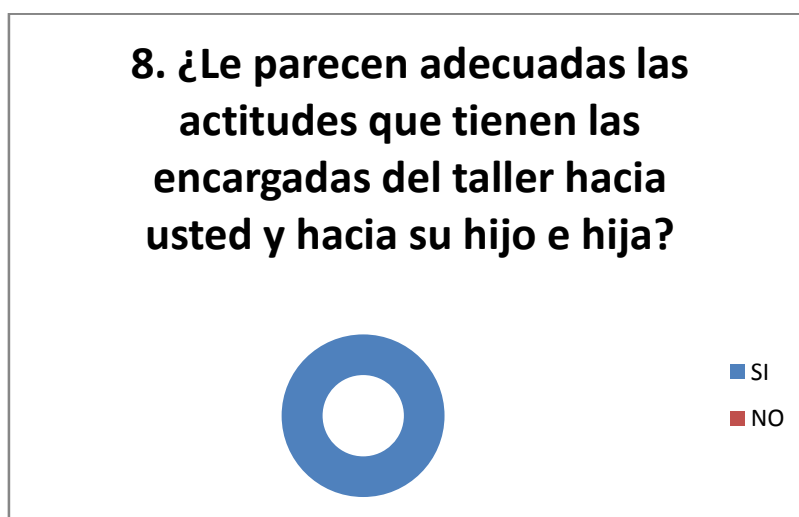 8. ¿Le parecen adecuadas las
actitudes que tienen las
encargadas del taller hacia
usted y hacia su hijo e hija?
SI
NO